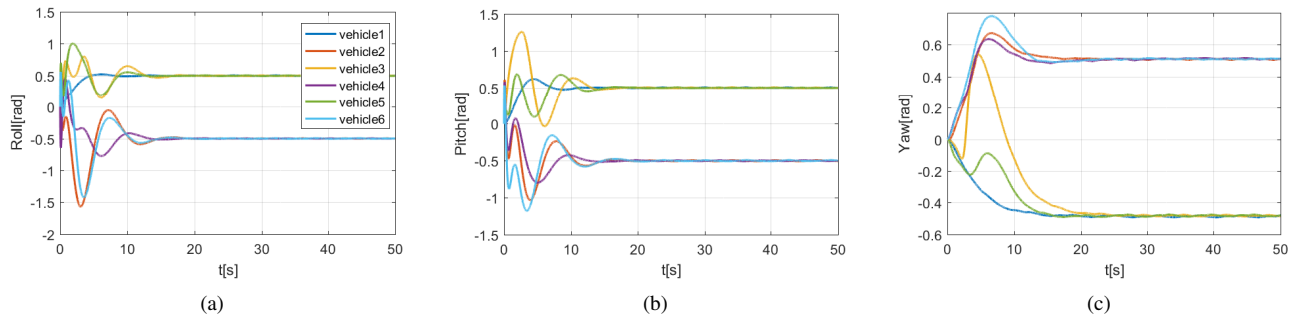 1.5
1
0.5
0
-0.5
-1
-1.5
-2
Roll[rad]
0 10 20 30 40 50
t[s]
vehicle1
vehicle2
vehicle3
vehicle4
vehicle5
vehicle6
(a)
1.5
1
0.5
0
-0.5
-1
-1.5
Pitch[rad]
0 10 20 30 40 50
t[s]
(b)
0.6
0.4
0.2
0
-0.2
-0.4
-0.6
Yaw[rad]
0 10 20 30 40 50
t[s]
(c)